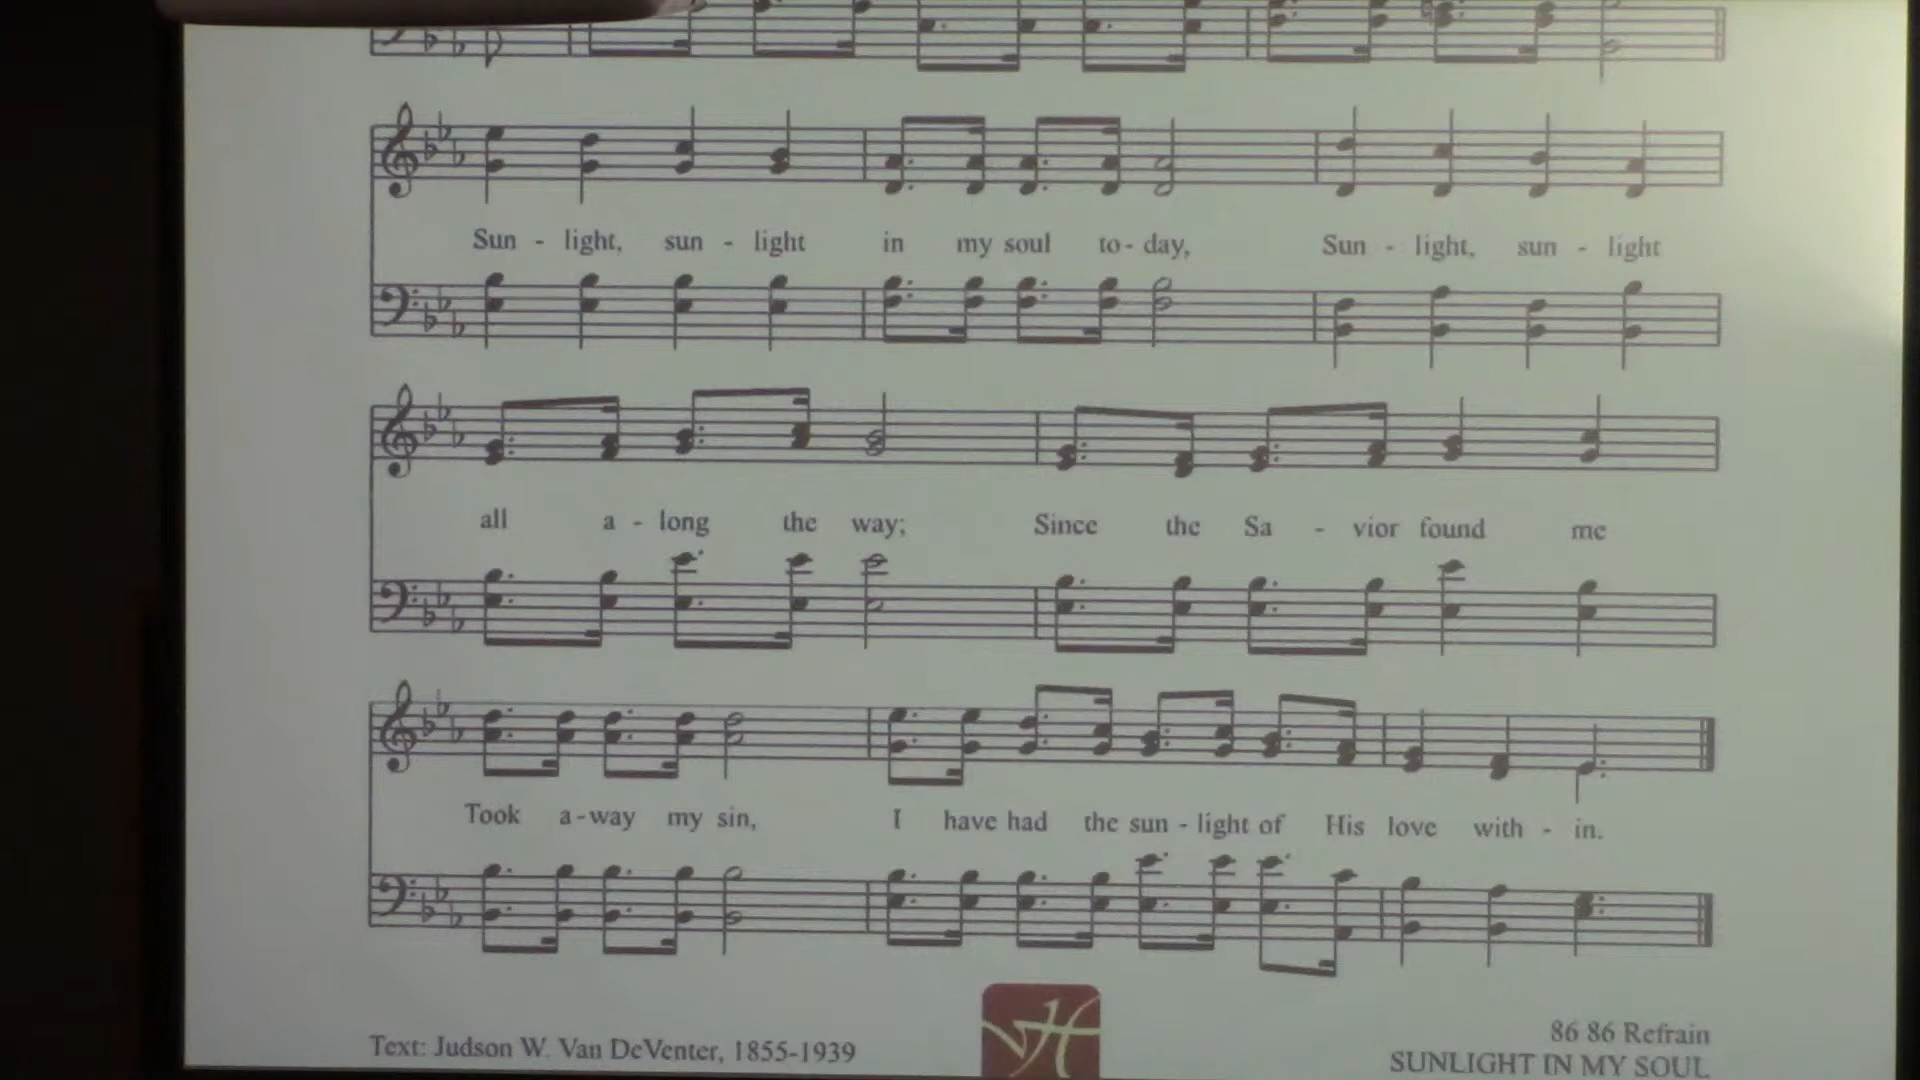 Sun - light, sun - light in my soul to - day, Sun - light, sun - light
all a - long the way; Since the Sa - vior found me
Took a - way my sin, I have had the sun - light of His love with - in.
Text: Judson W. Van DeVenter, 1855-1939
86 86 Refrain
SUNLIGHT IN MY SOUL